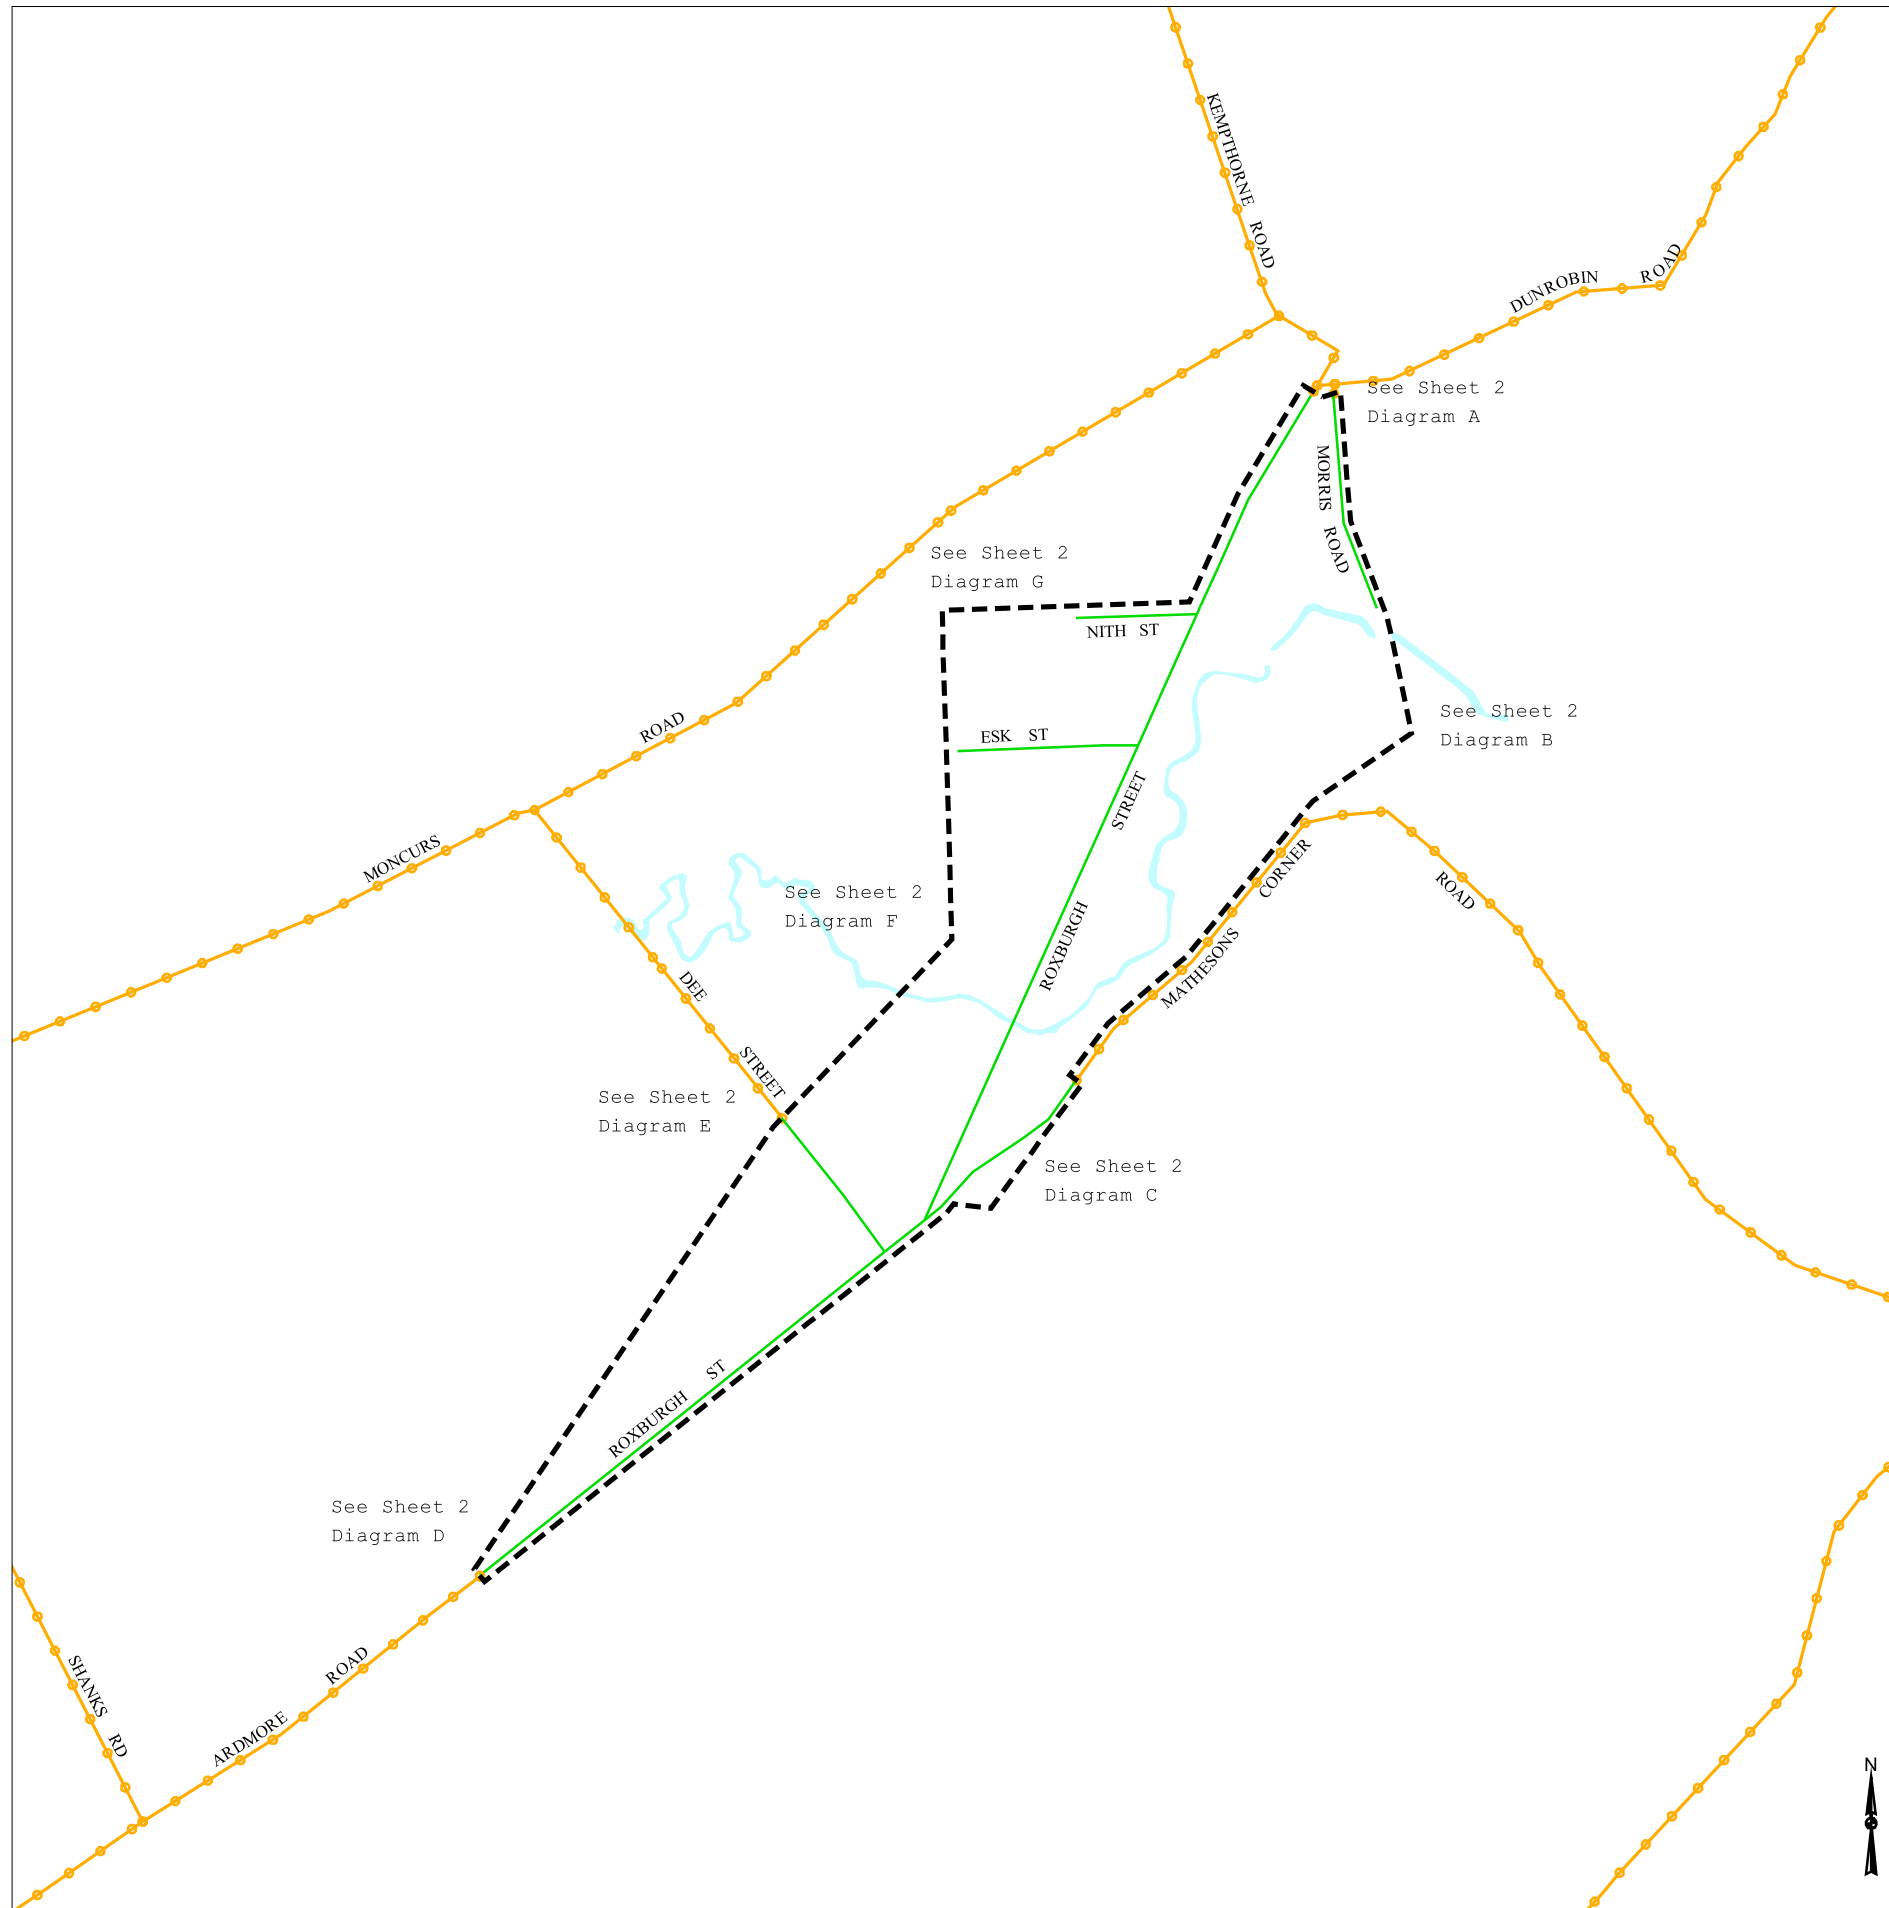 KEMPTHORNE ROAD
DUNROBIN ROAD
See Sheet 2
Diagram A
MORRIS ROAD
See Sheet 2
Diagram G
NITH ST
ESK ST
ROAD
MONCURS
See Sheet 2
Diagram B
STREET
ROXBURGH
CORNER
MATHESONS
ROAD
See Sheet 2
Diagram F
DEE
STREET
See Sheet 2
Diagram E
See Sheet 2
Diagram C
ROXBURGH ST
See Sheet 2
Diagram D
SHANKS RD
ARDMORE ROAD
N